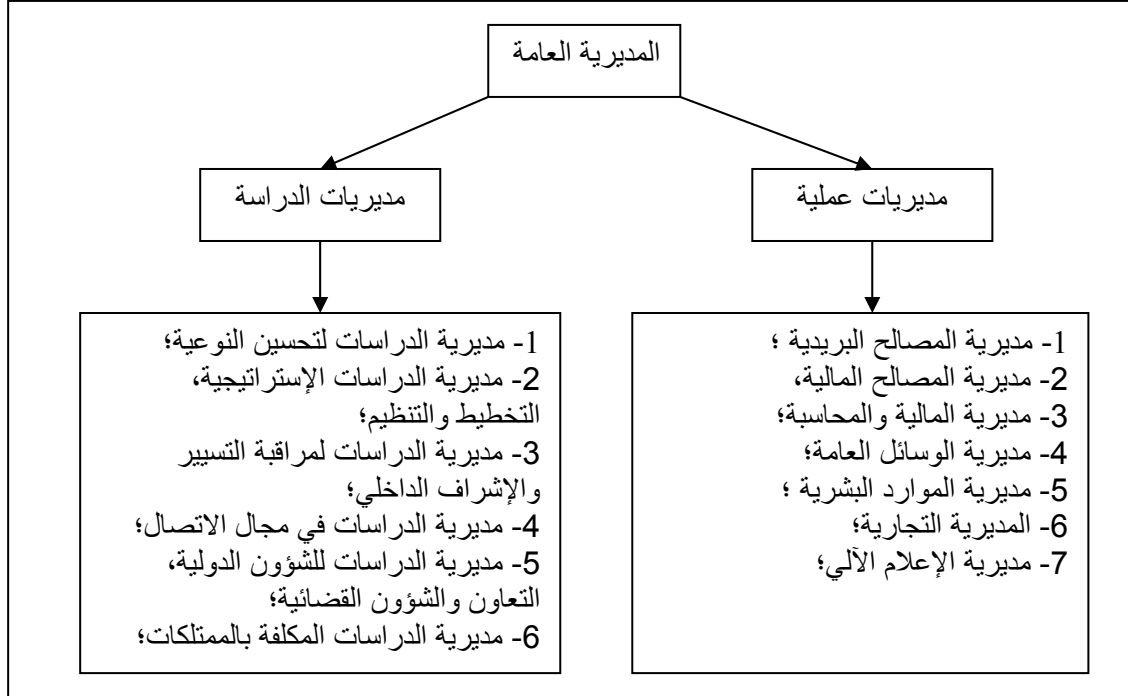 المديرية العامة
مديريات عملية
مديريات الدراسة
1- مديرية المصالح البريدية ؛
2- مديرية المصالح المالية،
3- مديرية المالية والمحاسبة؛
4- مديرية الوسائل العامة؛
5- مديرية الموارد البشرية ؛
6- المديرية التجارية؛
7- مديرية الإعلام الآلي؛
1- مديرية الدراسات لتحسين النوعية؛
2- مديرية الدراسات الإستراتيجية،
التخطيط والتنظيم؛
3- مديرية الدراسات لمراقبة التسيير
والإشراف الداخلي؛
4- مديرية الدراسات في مجال الاتصال؛
5- مديرية الدراسات للشؤون الدولية،
التعاون والشؤون القضائية؛
6- مديرية الدراسات المكلفة بالممتلكات؛